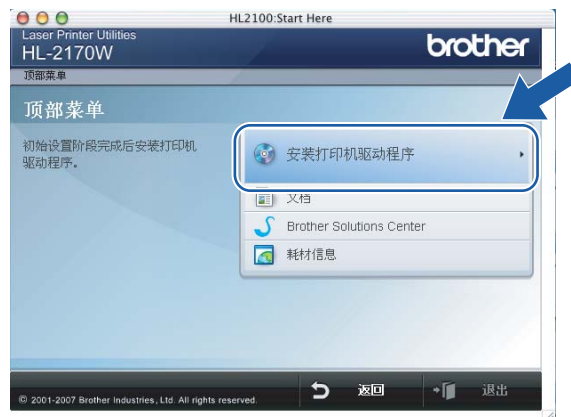 HL2100:Start Here
Laser Printer Utilities
HL-2170W
brother
顶部菜单
顶部菜单
初始设置阶段完成后安装打印机
驱动程序。
安装打印机驱动程序
文档
Brother Solutions Center
耗材信息
© 2001-2007 Brother Industries, Ltd. All rights reserved.
返回
退出